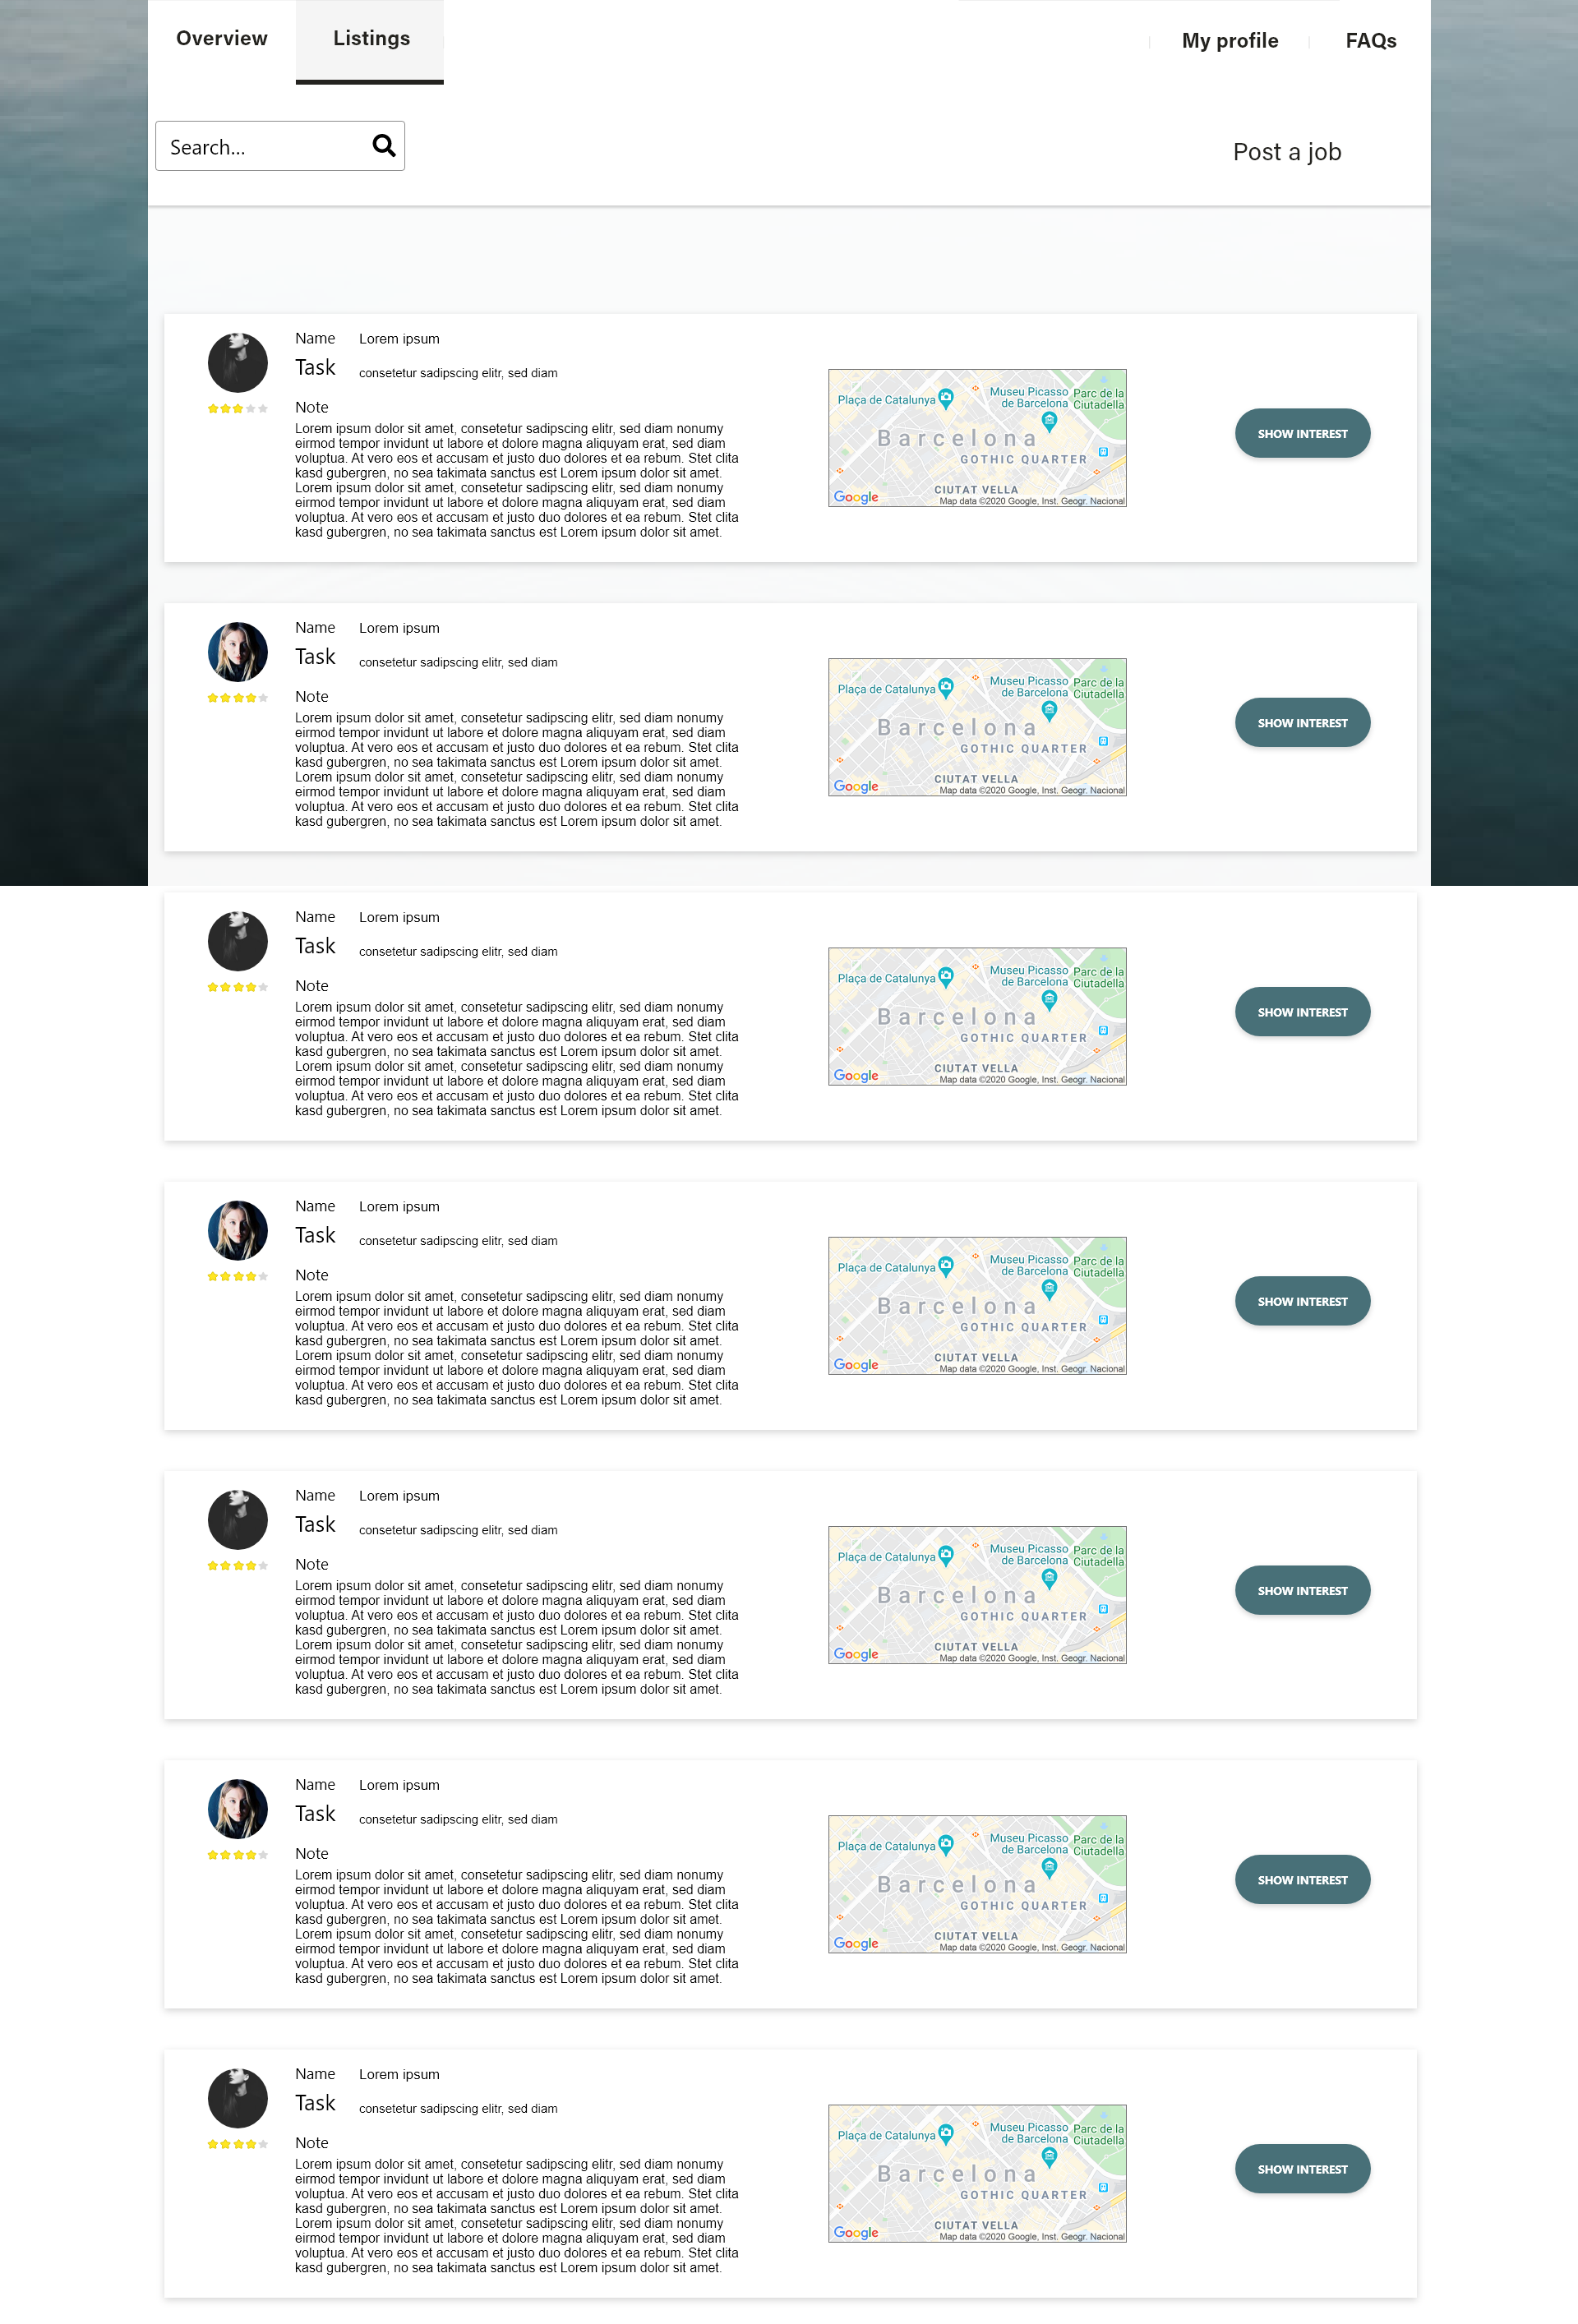 Overview Listings My profile FAQs
Search... Post a job
Name Lorem ipsum
Task consetetur sadipscing elitr, sed diam
Note
Lorem ipsum dolor sit amet, consetetur sadipscing elitr, sed diam nonumy
eirmod tempor invidunt ut labore et dolore magna aliquyam erat, sed diam
voluptua. At vero eos et accusam et justo duo dolores et ea rebum. Stet clita
kasd gubergren, no sea takimata sanctus est Lorem ipsum dolor sit amet.
Lorem ipsum dolor sit amet, consetetur sadipscing elitr, sed diam nonumy
eirmod tempor invidunt ut labore et dolore magna aliquyam erat, sed diam
voluptua. At vero eos et accusam et justo duo dolores et ea rebum. Stet clita
kasd gubergren, no sea takimata sanctus est Lorem ipsum dolor sit amet.
Plaça de Catalunya
Museu Picasso
de Barcelona
Parc de la
Ciutadella
Barcelona
GOTHIC QUARTER
CIUTAT VELLA
Google
Map data ©2020 Google, Inst. Geogr. Nacional
SHOW INTEREST
Name Lorem ipsum
Task consetetur sadipscing elitr, sed diam
Note
Lorem ipsum dolor sit amet, consetetur sadipscing elitr, sed diam nonumy
eirmod tempor invidunt ut labore et dolore magna aliquyam erat, sed diam
voluptua. At vero eos et accusam et justo duo dolores et ea rebum. Stet clita
kasd gubergren, no sea takimata sanctus est Lorem ipsum dolor sit amet.
Lorem ipsum dolor sit amet, consetetur sadipscing elitr, sed diam nonumy
eirmod tempor invidunt ut labore et dolore magna aliquyam erat, sed diam
voluptua. At vero eos et accusam et justo duo dolores et ea rebum. Stet clita
kasd gubergren, no sea takimata sanctus est Lorem ipsum dolor sit amet.
Plaça de Catalunya
Museu Picasso
de Barcelona
Parc de la
Ciutadella
Barcelona
GOTHIC QUARTER
CIUTAT VELLA
Google
Map data ©2020 Google, Inst. Geogr. Nacional
SHOW INTEREST
Name Lorem ipsum
Task consetetur sadipscing elitr, sed diam
Note
Lorem ipsum dolor sit amet, consetetur sadipscing elitr, sed diam nonumy
eirmod tempor invidunt ut labore et dolore magna aliquyam erat, sed diam
voluptua. At vero eos et accusam et justo duo dolores et ea rebum. Stet clita
kasd gubergren, no sea takimata sanctus est Lorem ipsum dolor sit amet.
Lorem ipsum dolor sit amet, consetetur sadipscing elitr, sed diam nonumy
eirmod tempor invidunt ut labore et dolore magna aliquyam erat, sed diam
voluptua. At vero eos et accusam et justo duo dolores et ea rebum. Stet clita
kasd gubergren, no sea takimata sanctus est Lorem ipsum dolor sit amet.
Plaça de Catalunya
Museu Picasso
de Barcelona
Parc de la
Ciutadella
Barcelona
GOTHIC QUARTER
CIUTAT VELLA
Google
Map data ©2020 Google, Inst. Geogr. Nacional
SHOW INTEREST
Name Lorem ipsum
Task consetetur sadipscing elitr, sed diam
Note
Lorem ipsum dolor sit amet, consetetur sadipscing elitr, sed diam nonumy
eirmod tempor invidunt ut labore et dolore magna aliquyam erat, sed diam
voluptua. At vero eos et accusam et justo duo dolores et ea rebum. Stet clita
kasd gubergren, no sea takimata sanctus est Lorem ipsum dolor sit amet.
Lorem ipsum dolor sit amet, consetetur sadipscing elitr, sed diam nonumy
eirmod tempor invidunt ut labore et dolore magna aliquyam erat, sed diam
voluptua. At vero eos et accusam et justo duo dolores et ea rebum. Stet clita
kasd gubergren, no sea takimata sanctus est Lorem ipsum dolor sit amet.
Plaça de Catalunya
Museu Picasso
de Barcelona
Parc de la
Ciutadella
Barcelona
GOTHIC QUARTER
CIUTAT VELLA
Google
Map data ©2020 Google, Inst. Geogr. Nacional
SHOW INTEREST
Name Lorem ipsum
Task consetetur sadipscing elitr, sed diam
Note
Lorem ipsum dolor sit amet, consetetur sadipscing elitr, sed diam nonumy
eirmod tempor invidunt ut labore et dolore magna aliquyam erat, sed diam
voluptua. At vero eos et accusam et justo duo dolores et ea rebum. Stet clita
kasd gubergren, no sea takimata sanctus est Lorem ipsum dolor sit amet.
Lorem ipsum dolor sit amet, consetetur sadipscing elitr, sed diam nonumy
eirmod tempor invidunt ut labore et dolore magna aliquyam erat, sed diam
voluptua. At vero eos et accusam et justo duo dolores et ea rebum. Stet clita
kasd gubergren, no sea takimata sanctus est Lorem ipsum dolor sit amet.
Plaça de Catalunya
Museu Picasso
de Barcelona
Parc de la
Ciutadella
Barcelona
GOTHIC QUARTER
CIUTAT VELLA
Google
Map data ©2020 Google, Inst. Geogr. Nacional
SHOW INTEREST
Name Lorem ipsum
Task consetetur sadipscing elitr, sed diam
Note
Lorem ipsum dolor sit amet, consetetur sadipscing elitr, sed diam nonumy
eirmod tempor invidunt ut labore et dolore magna aliquyam erat, sed diam
voluptua. At vero eos et accusam et justo duo dolores et ea rebum. Stet clita
kasd gubergren, no sea takimata sanctus est Lorem ipsum dolor sit amet.
Lorem ipsum dolor sit amet, consetetur sadipscing elitr, sed diam nonumy
eirmod tempor invidunt ut labore et dolore magna aliquyam erat, sed diam
voluptua. At vero eos et accusam et justo duo dolores et ea rebum. Stet clita
kasd gubergren, no sea takimata sanctus est Lorem ipsum dolor sit amet.
Plaça de Catalunya
Museu Picasso
de Barcelona
Parc de la
Ciutadella
Barcelona
GOTHIC QUARTER
CIUTAT VELLA
Google
Map data ©2020 Google, Inst. Geogr. Nacional
SHOW INTEREST
Name Lorem ipsum
Task consetetur sadipscing elitr, sed diam
Note
Lorem ipsum dolor sit amet, consetetur sadipscing elitr, sed diam nonumy
eirmod tempor invidunt ut labore et dolore magna aliquyam erat, sed diam
voluptua. At vero eos et accusam et justo duo dolores et ea rebum. Stet clita
kasd gubergren, no sea takimata sanctus est Lorem ipsum dolor sit amet.
Lorem ipsum dolor sit amet, consetetur sadipscing elitr, sed diam nonumy
eirmod tempor invidunt ut labore et dolore magna aliquyam erat, sed diam
voluptua. At vero eos et accusam et justo duo dolores et ea rebum. Stet clita
kasd gubergren, no sea takimata sanctus est Lorem ipsum dolor sit amet.
Plaça de Catalunya
Museu Picasso
de Barcelona
Parc de la
Ciutadella
Barcelona
GOTHIC QUARTER
CIUTAT VELLA
Google
Map data ©2020 Google, Inst. Geogr. Nacional
SHOW INTEREST